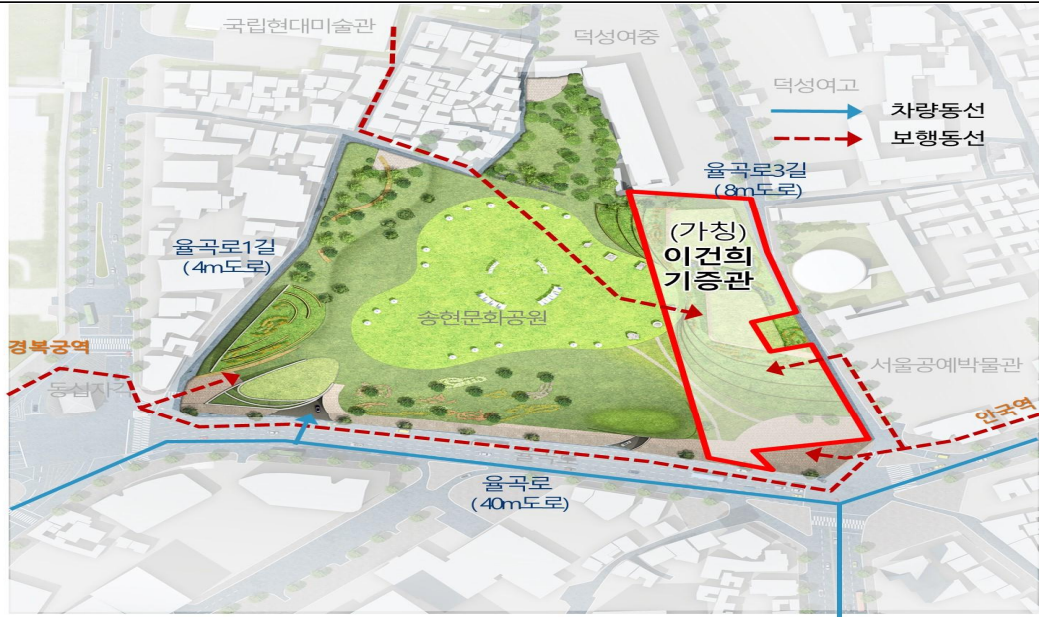 국립현대미술관
덕성여중
덕성여고
차량동선
보행동선
율곡로3길
(8m도로)
(가칭)
이건희
기증관
율곡로1길
(4m도로)
송현문화공원
경복궁역
동십자각
서울공예박물관
안국역
율곡로
율곡로
(40m도로)